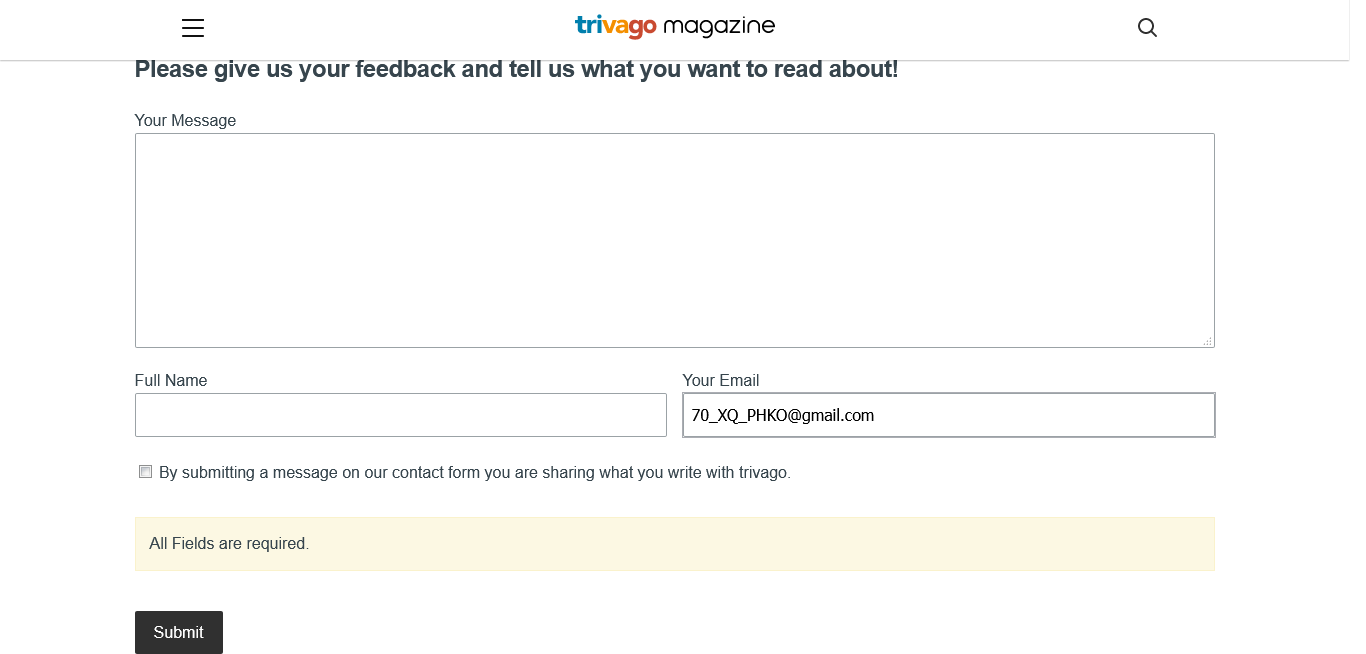 trivago magazine
Please give us your feedback and tell us what you want to read about!
Your Message
Full Name
Your Email
70_XQ_PHKO@gmail.com
By submitting a message on our contact form you are sharing what you write with trivago.
All Fields are required.
Submit